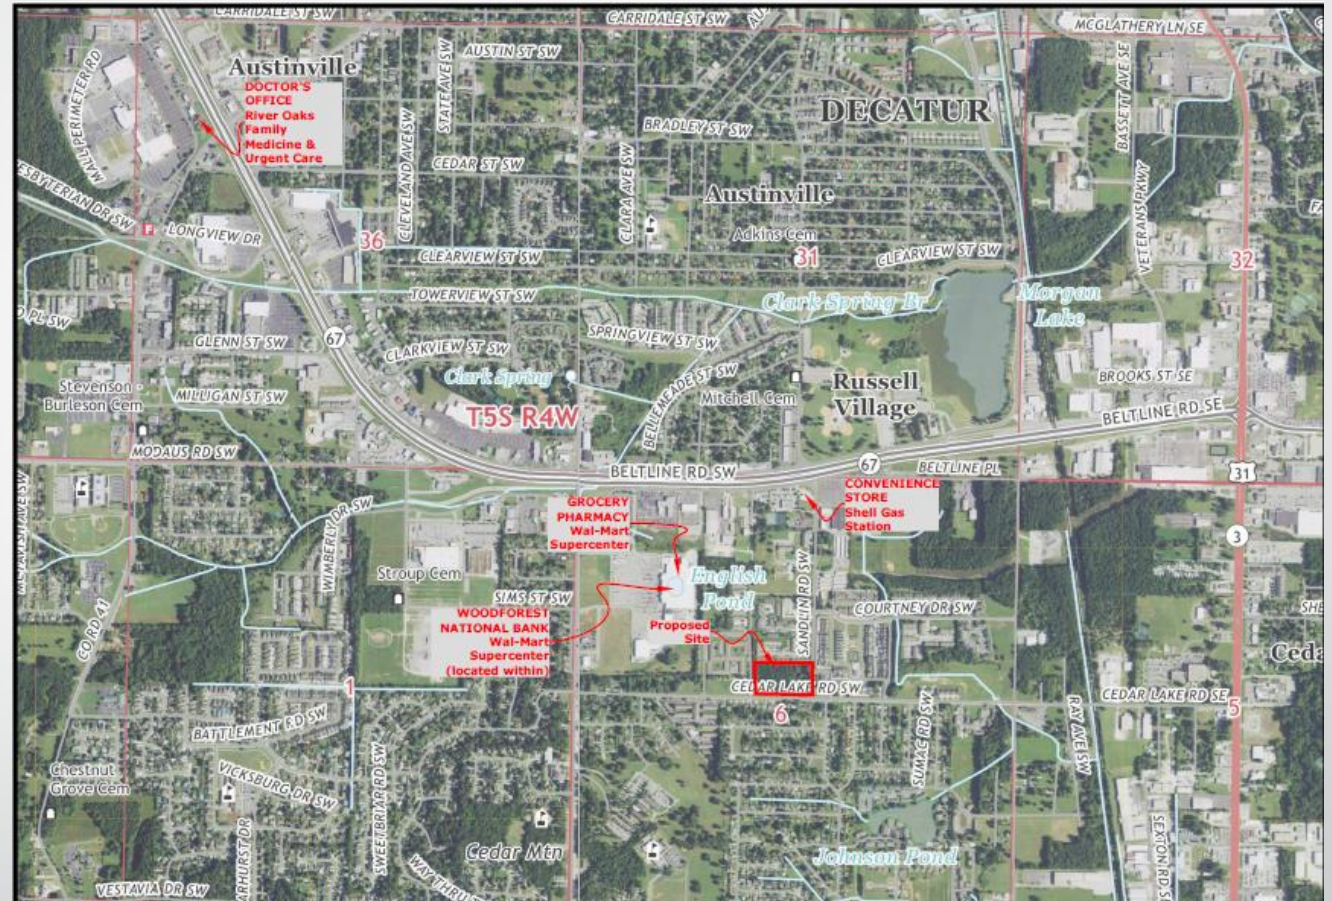 CARRIDALE ST SW
CARRIDALE ST SW
MCGLATHERY LN SE
AUSTIN ST SW
STATE AVE SW
Austinville
MALL PERIMETER RD
DOCTOR'S
OFFICE
River Oaks
Family
Medicine &
Urgent Care
DECATUR
BASSETT AVE SE
BRADLEY ST SW
CEDAR ST SW
CLEVELAND AVE SW
CLARA AVE SW
Austinville
VETERANS PKWY
LONGVIEW DR
F
36
Adkins Cem
31
CLEARVIEW ST SW
CLEARVIEW ST SW
32
TOWERVIEW ST SW
Clark Spring Br
Morgan
Lake
PL SW
GLENN ST SW
67
CLARKVIEW ST SW
SPRINGVIEW ST SW
Clark Spring
BELLEMEADE ST SW
Stevenson -
Burleson Cem
MILLIGAN ST SW
T5S R4W
Mitchell Cem
Russell
Village
BROOKS ST SE
BELTLINE RD SE
MODAUS RD SW
BELTLINE RD SW
67
BELTLINE PL
31
CONVENIENCE
STORE
Shell Gas
Station
GROCERY
PHARMACY
Wal-Mart
Supercenter
WIMBERLY DR SW
3
SANDLIN RD SW
Stroup Cem
English
Pond
SIMS ST SW
COURTNEY DR SW
CO RD 41
WOODFOREST
NATIONAL BANK
Wal-Mart
Supercenter
(located within)
Proposed
Site
CEDAR LAKE RD SW
CEDAR LAKE RD SE
1
6
5
RAY AVE SW
SUMAC RD SW
BATTLEMENT RD SW
SWEETBRIAR RD SW
Chestnut
Grove Cem
VICKSBURG DR SW
Cedar Mtn
Johnson Pond
VESTAVIA DR SW